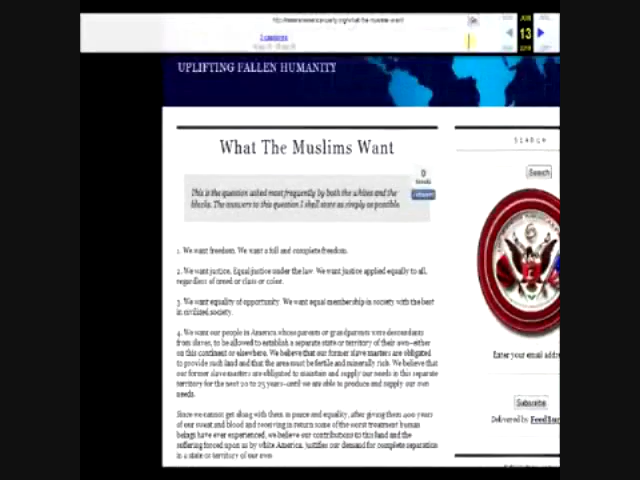 2 captures
JUN
13
UPLIFTING FALLEN HUMANITY
What The Muslims Want
SEARCH
0
Search
This is the question asked most frequently by both the whites and the
blacks. The answers to this question I shall state as simply as possible.
1. We want freedom. We want a full and complete freedom.
2. We want justice. Equal justice under the law. We want justice applied equally to all,
regardless of creed or class or color.
3. We want equality of opportunity. We want equal membership in society with the best
in civilized society.
4. We want our people in America whose parents or grandparents were descendants
from slaves, to be allowed to establish a separate state or territory of their own--either
on this continent or elsewhere. We believe that our former slave masters are obligated
to provide such land and that the area must be fertile and minerally rich. We believe that
our former slave masters are obligated to maintain and supply our needs in this separate
territory for the next 20 to 25 years--until we are able to produce and supply our own
needs.
Since we cannot get along with them in peace and equality, after giving them 400 years
of our sweat and blood and receiving in return some of the worst treatment human
beings have ever experienced, we believe our contributions to this land and the
suffering forced upon us by white America, justifies our demand for complete separation
in a state or territory of our own.
Enter your email addre
Subscribe
Delivered by FeedBur